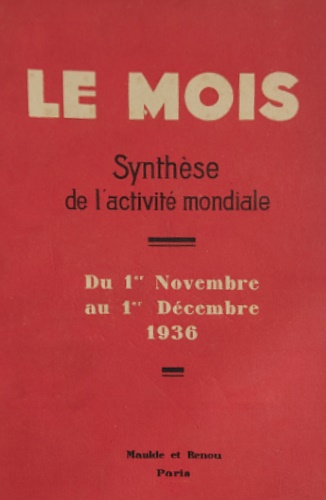 LE MOIS
Synthèse
de l'activité mondiale
Du 1er Novembre
au 1er Décembre
1936
Maulde et Renou
Paris